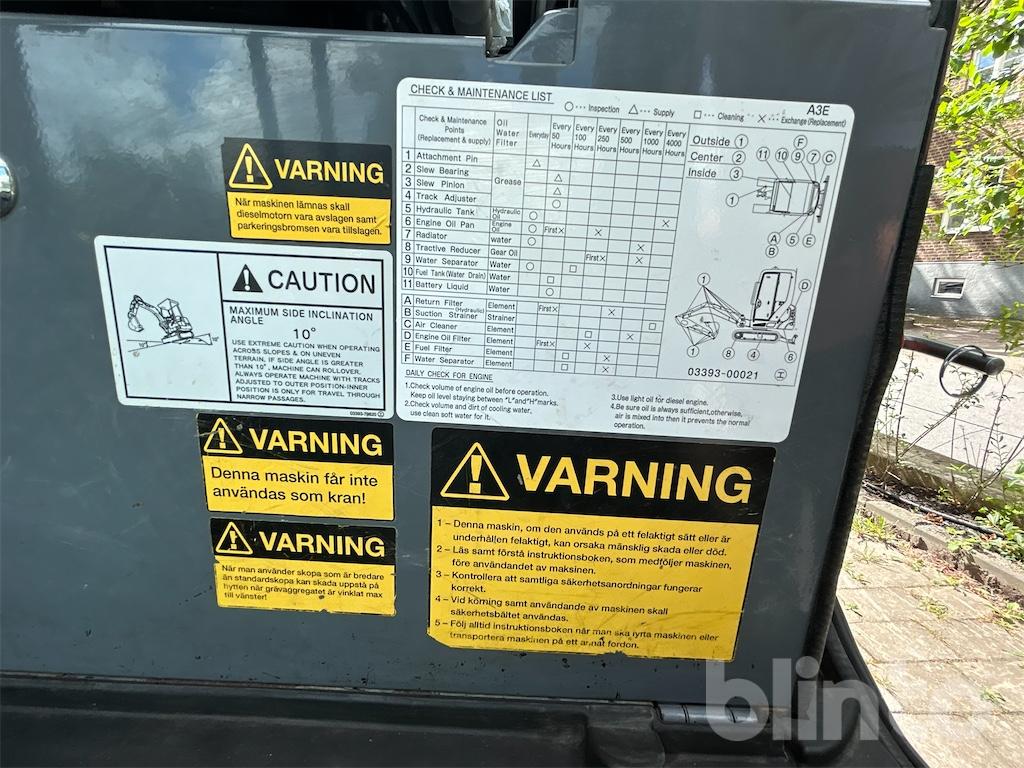 VARNING
När maskinen lämnas skall
dieselmotorn vara avslagen samt
parkeringsbromsen vara tillslagen.
CAUTION
MAXIMUM SIDE INCLINATION
ANGLE
10°
USE EXTREME CAUTION WHEN OPERATING
ACROSS SLOPES & ON UNEVEN
TERRAIN. IF SIDE ANGLE IS GREATER
THAN 10°, MACHINE CAN ROLLOVER.
ALWAYS OPERATE MACHINE WITH TRACKS
ADJUSTED TO OUTER POSITION-INNER
POSITION IS ONLY FOR TRAVEL THROUGH
NARROW PASSAGES.
VARNING
Denna maskin får inte
användas som kran!
VARNING
När man använder skopa som är bredare
än standardskopa kan skada uppstå på
hytten när grävaggregatet är vinklat max
till vänster!
CHECK & MAINTENANCE LIST
○··· Inspection △··· Supply □··· Cleaning ×··· Exchange (Replacement)
A3E
Check & Maintenance Points (Replacement & supply) Oil Water Filter Everyday Every 50 Hours Every 100 Hours Every 250 Hours Every 500 Hours Every 1000 Hours Every 4000 Hours
1 Attachment Pin Grease △
2 Slew Bearing △
3 Slew Pinion △
4 Track Adjuster ○
5 Hydraulic Tank Hydraulic Oil ○ ×
6 Engine Oil Pan Engine Oil ○ First× ×
7 Radiator water ○ ×
8 Tractive Reducer Gear Oil First× ×
9 Water Separator Water ○ □
10 Fuel Tank (Water Drain) Water □
11 Battery Liquid Water ○
A Return Filter (Hydraulic) Element First× ×
B Suction Strainer Strainer □
C Air Cleaner Element □ ×
D Engine Oil Filter Element First× ×
E Fuel Filter Element □ ×
F Water Separator Element □ ×
Outside ①
Center ②
Inside ③
F
11 10 9 7 C
1
A 5 E
B
1
D
8 4 6
03393-00021
DAILY CHECK FOR ENGINE
1.Check volume of engine oil before operation.
Keep oil level staying between "L"and"H"marks.
2.Check volume and dirt of cooling water,
use clean soft water for it.
3.Use light oil for diesel engine.
4.Be sure oil is always sufficient,otherwise,
air is mixed into then it prevents the normal
operation.
VARNING
1 – Denna maskin, om den används på ett felaktigt sätt eller är
underhållen felaktigt, kan orsaka mänsklig skada eller död.
2 – Läs samt förstå instruktionsboken, som medföljer maskinen,
före användandet av maksinen.
3 – Kontrollera att samtliga säkerhetsanordningar fungerar
korrekt.
4 – Vid körning samt användande av maskinen skall
säkerhetsbältet användas.
5 – Följ alltid instruktionsboken när man ska lyfta maskinen eller
transportera maskinen på ett annat fordon.
blinto